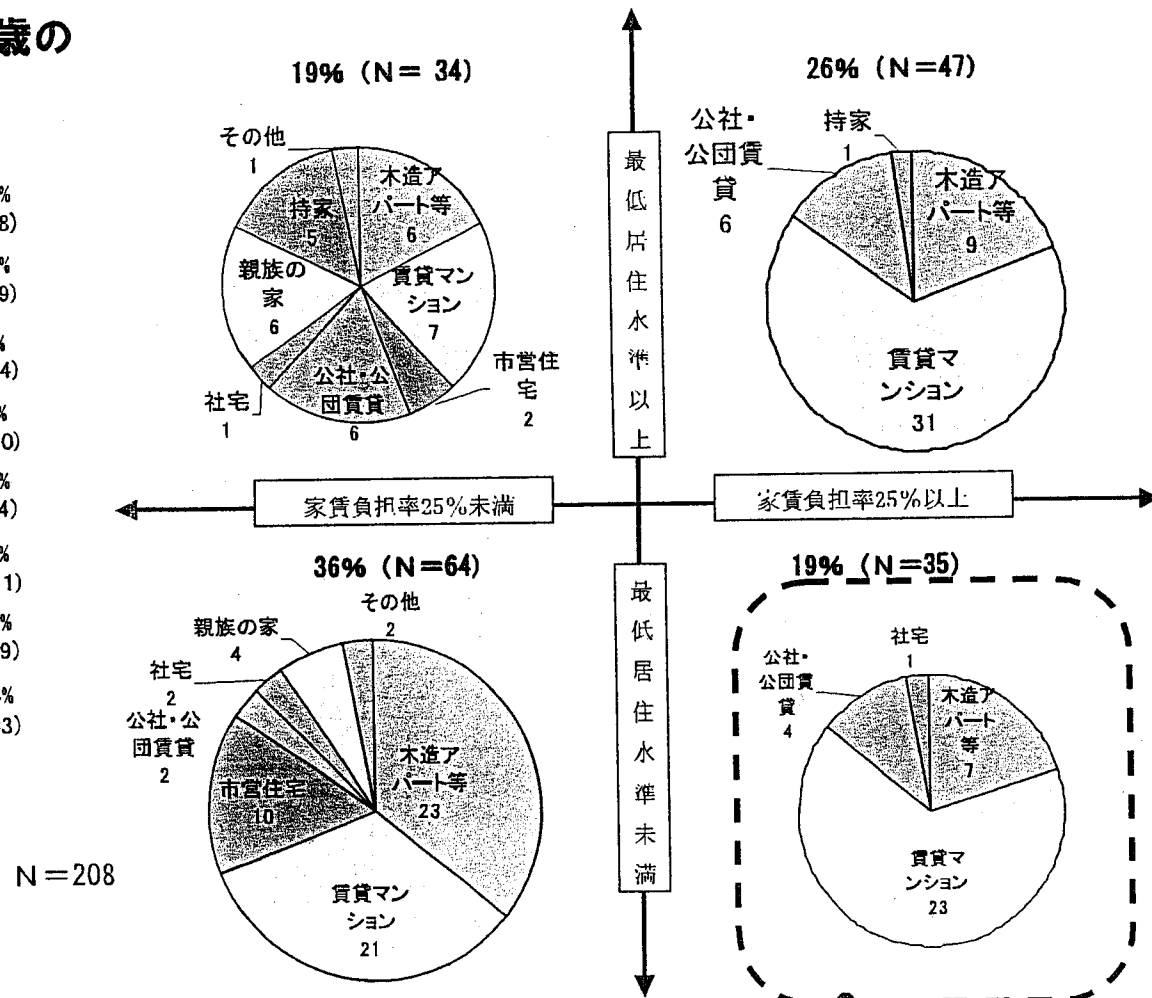 歳の
19% (N= 34)
26% (N=47)
その他
1
木造ア
パート等
6
持家
5
親族の
家
6
賃貸マン
ション
7
市営住
宅
2
公社・公
団賃貸
6
社宅
1
公社・
公団賃
貸
6
持家
1
木造ア
パート等
9
賃貸マ
ンション
31
最低居住水準以上
家賃負担率25%未満
家賃負担率25%以上
最低居住水準未満
36% (N=64)
その他
2
親族の家
4
社宅
2
公社・公
団賃貸
2
市営住宅
10
木造ア
パート等
23
賃貸マン
ション
21
19% (N=35)
社宅
1
公社・
公団賃
貸
4
木造ア
パート
等
7
賃貸マ
ンション
23
%
8)
%
9)
%
4)
%
0)
%
4)
%
1)
%
9)
%
3)
N=208